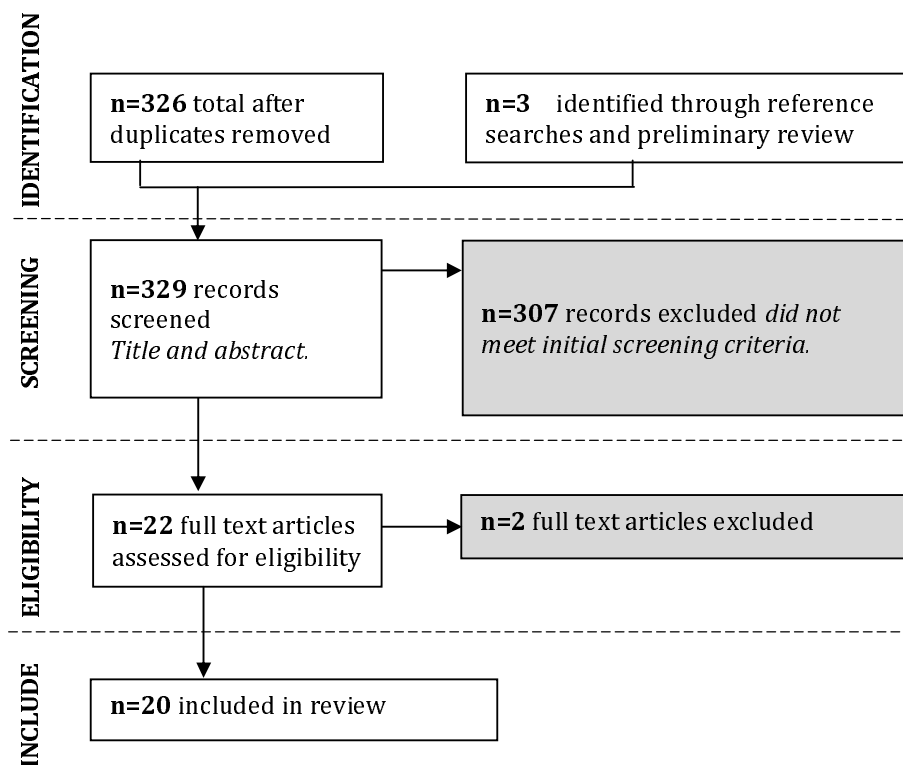 IDENTIFICATION
n=326 total after
duplicates removed
n=3 identified through reference
searches and preliminary review
SCREENING
n=329 records
screened
Title and abstract.
n=307 records excluded did not
meet initial screening criteria.
ELIGIBILITY
n=22 full text articles
assessed for eligibility
n=2 full text articles excluded
INCLUDE
n=20 included in review